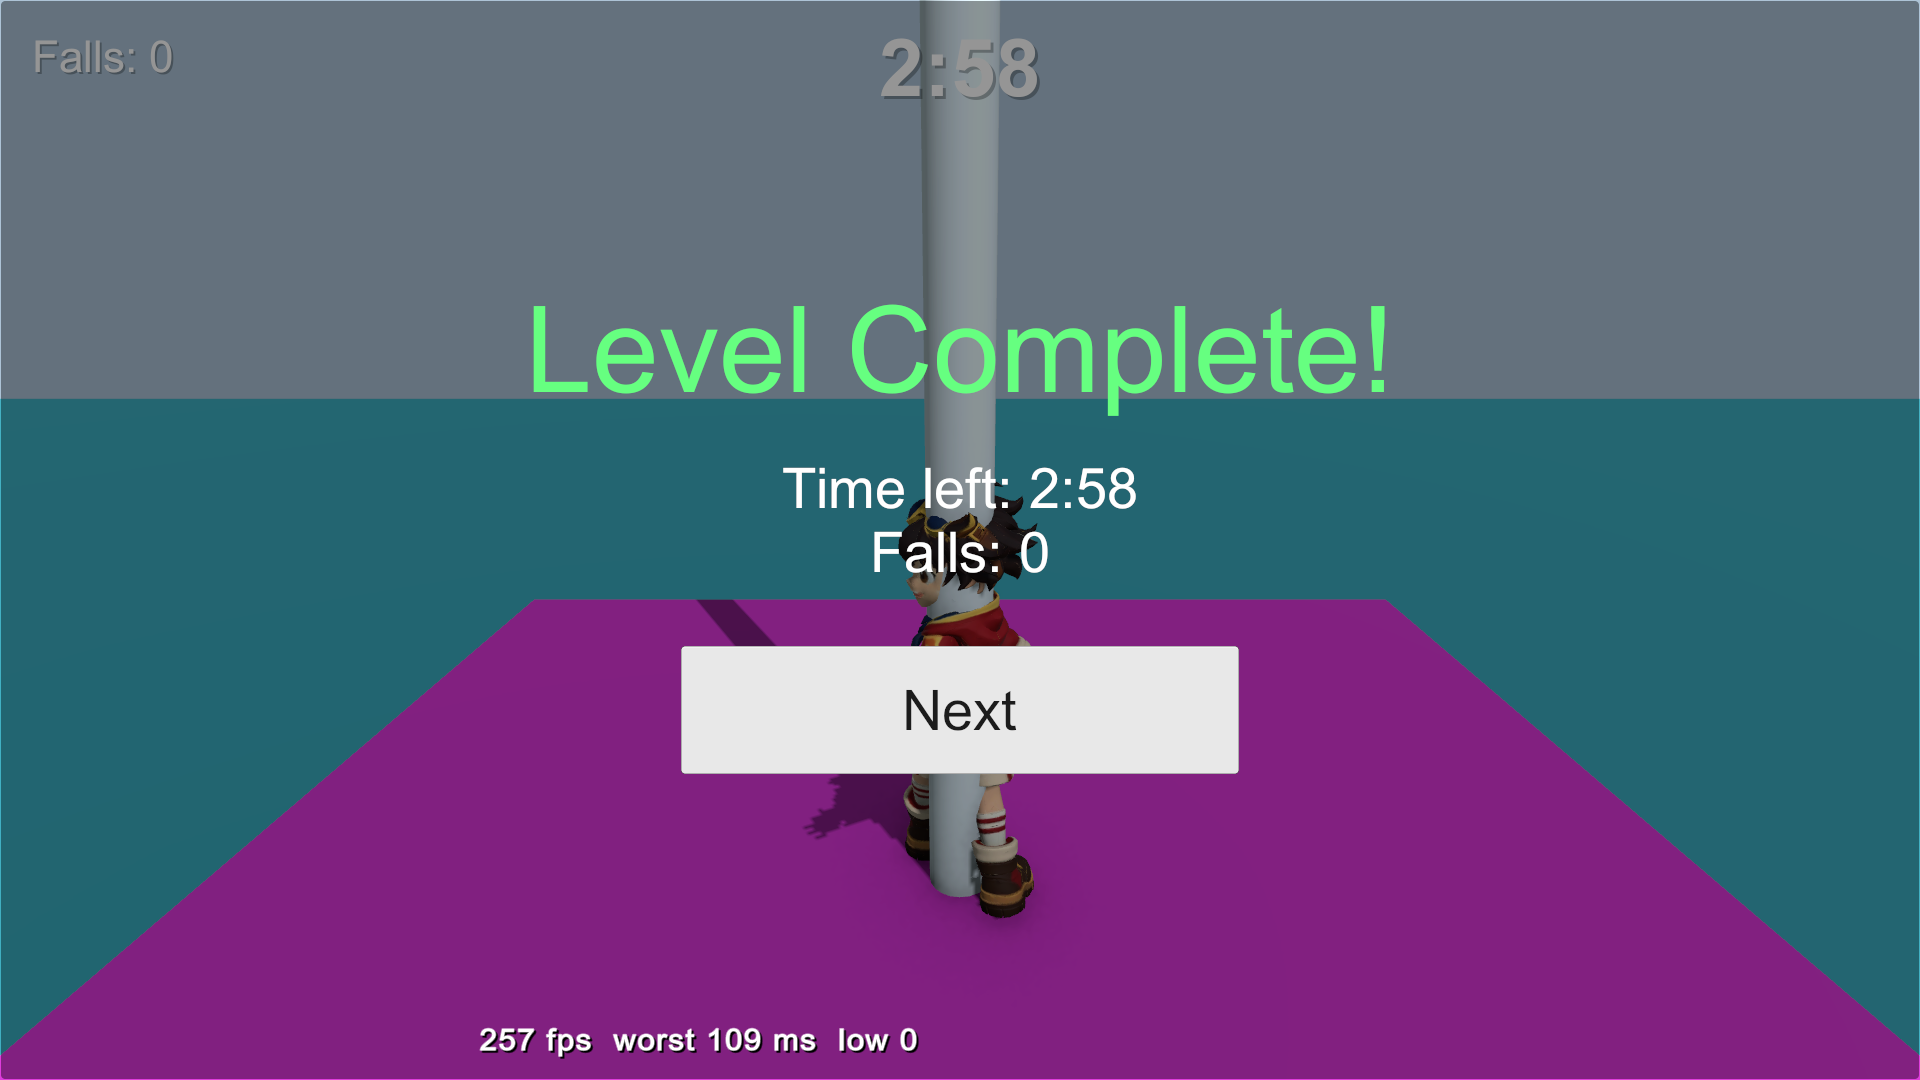 Falls: 0
2:58
Level Complete!
Time left: 2:58
Falls: 0
Next
257 fps worst 109 ms low 0